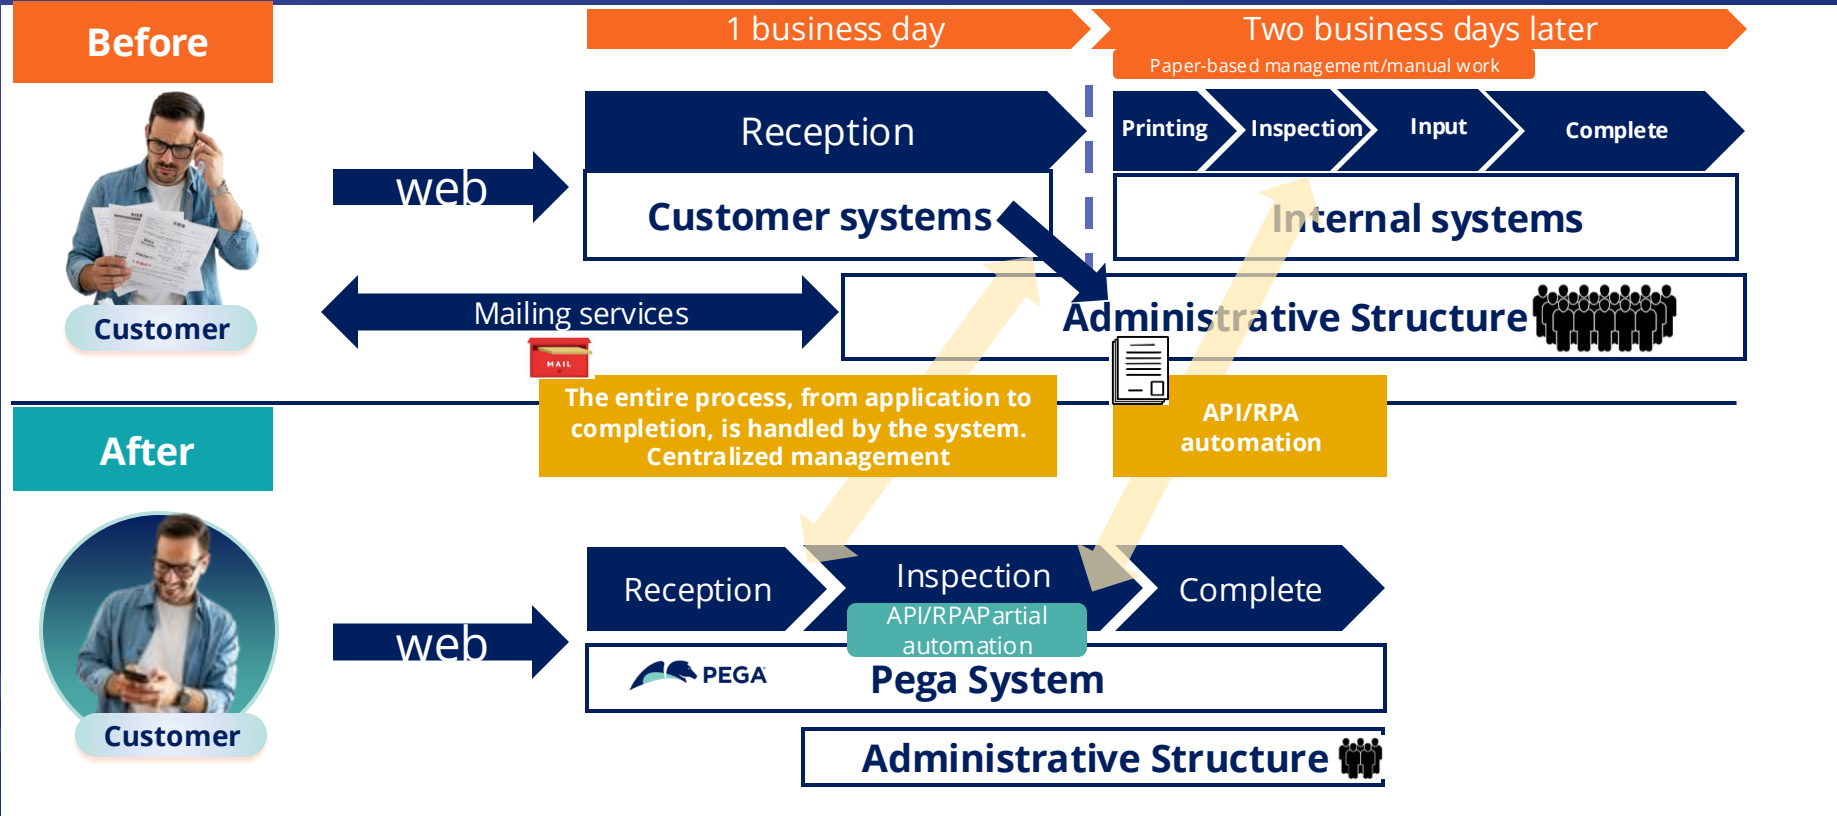 Before
1 business day
Two business days later
Paper-based management/manual work
Reception
Printing
Inspection
Input
Complete
web
Customer systems
Internal systems
Mailing services
Administrative Structure
MAIL
Customer
The entire process, from application to
completion, is handled by the system.
Centralized management
API/RPA
automation
After
Reception
Inspection
Complete
API/RPAPartial
automation
web
PEGA
Pega System
Customer
Administrative Structure